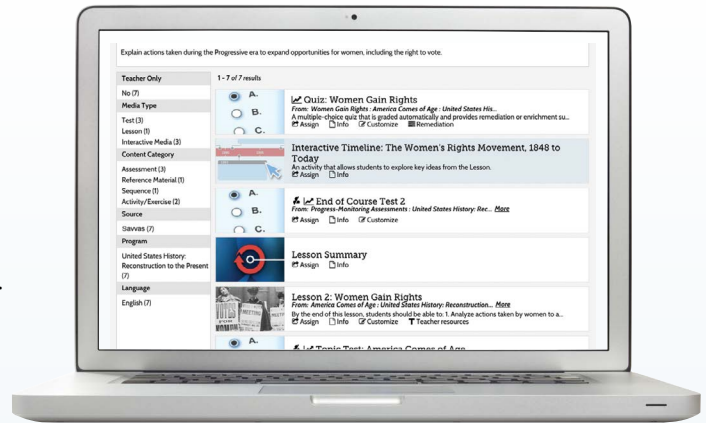 Explain actions taken during the Progressive era to expand opportunities for women, including the right to vote.
Teacher Only
No (7)
Media Type
Test (3)
Lesson (1)
Interactive Media (3)
Content Category
Assessment (3)
Reference Material (1)
Sequence (1)
Activity/Exercise (2)
Source
Savvas (7)
Program
United States History:
Reconstruction to the Present
(7)
Language
English (7)
1 - 7 of 7 results
A.
B.
C.
Quiz: Women Gain Rights
From: Women Gain Rights : America Comes of Age : United States His...
A multiple-choice quiz that is graded automatically and provides remediation or enrichment su...
Assign Info Customize Remediation
Interactive Timeline: The Women's Rights Movement, 1848 to
Today
An activity that allows students to explore key ideas from the Lesson.
Assign Info
A.
B.
C.
End of Course Test 2
From: Progress-Monitoring Assessments : United States History: Rec... More
Assign Info Customize
Lesson Summary
Assign Info
VOTES
WOMEN
MEETING
Lesson 2: Women Gain Rights
From: America Comes of Age : United States History: Reconstruction... More
By the end of this lesson, students should be able to: 1. Analyze actions taken by women to a...
Assign Info Customize Teacher resources
A.
Topic Test: America Comes of Age